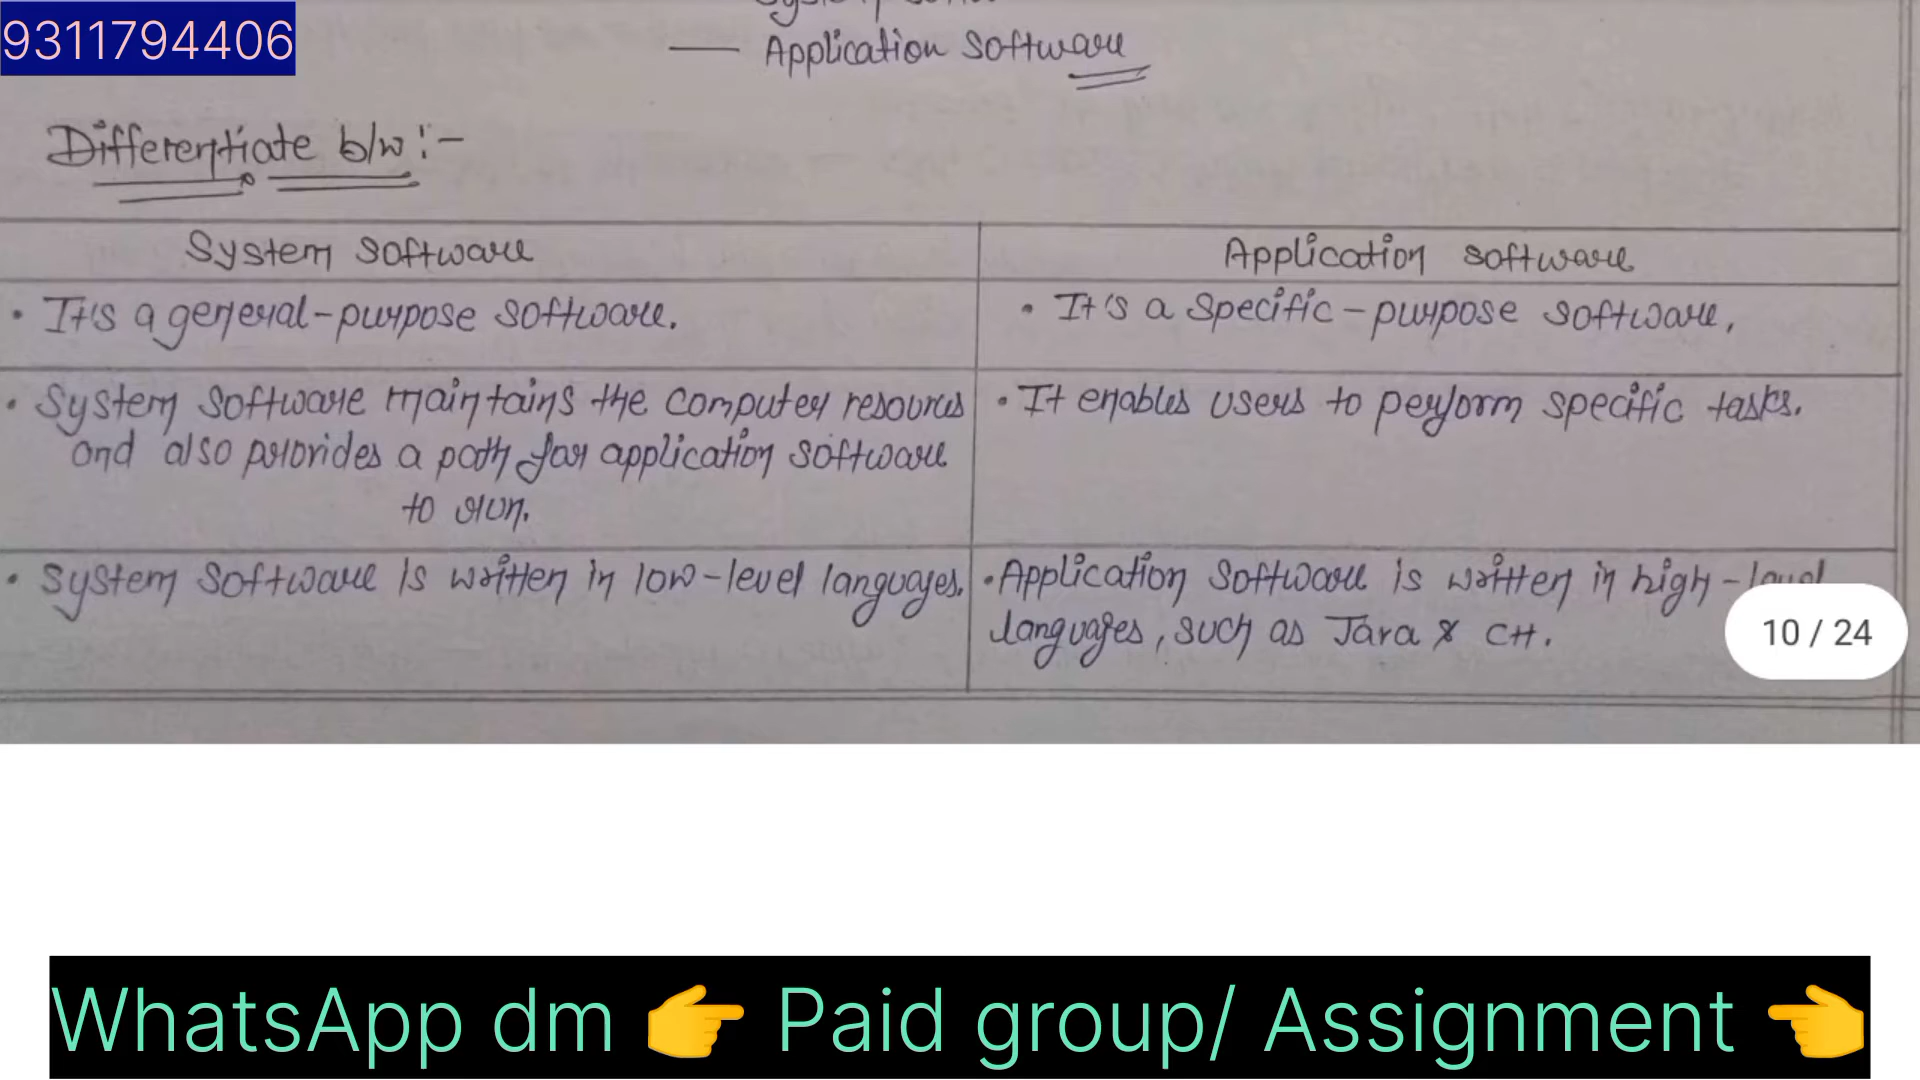 9311794406
— Application Software
Differentiate b/w :-
System Software
Application Software
• It's a general-purpose software.
• It's a specific-purpose software.
• System software maintains the computer resources
and also provides a path for application software
to run.
• It enables users to perform specific tasks.
• System software is written in low-level languages.
• Application software is written in high-level
languages, such as Java & C++.
10 / 24
WhatsApp dm 👉 Paid group/ Assignment 👈